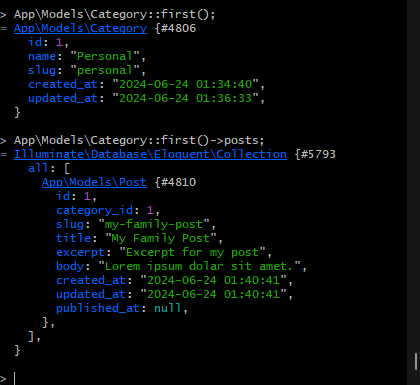 > App\Models\Category::first();
= App\Models\Category {#4806
id: 1,
name: "Personal",
slug: "personal",
created_at: "2024-06-24 01:34:40",
updated_at: "2024-06-24 01:36:33",
}
> App\Models\Category::first()->posts;
= Illuminate\Database\Eloquent\Collection {#5793
all: [
App\Models\Post {#4810
id: 1,
category_id: 1,
slug: "my-family-post",
title: "My Family Post",
excerpt: "Excerpt for my post",
body: "Lorem ipsum dolar sit amet.",
created_at: "2024-06-24 01:40:41",
updated_at: "2024-06-24 01:40:41",
published_at: null,
},
],
}
>